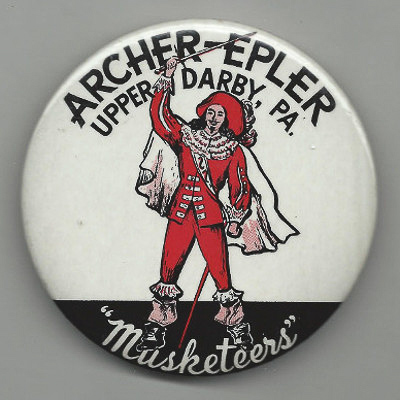 ARCHER-EPLER
UPPER DARBY, PA.
"Musketeers"